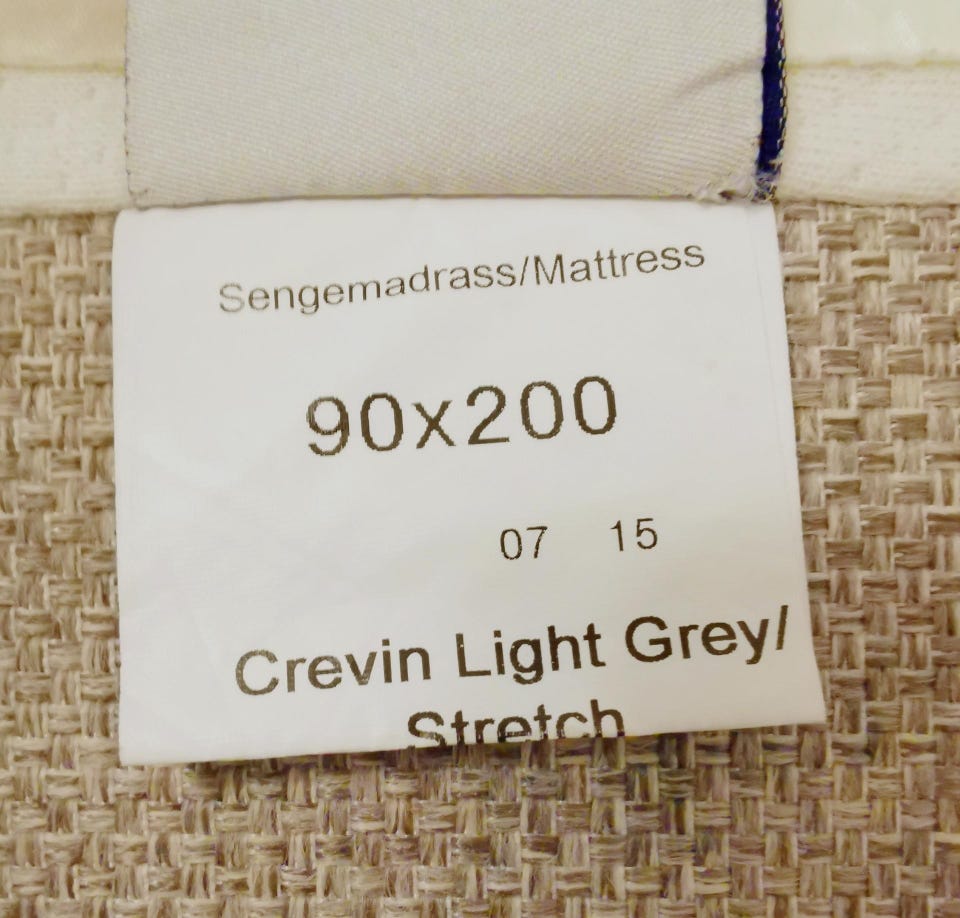 Sengemadrass/Mattress
90x200
07 15
Crevin Light Grey/
Stretch